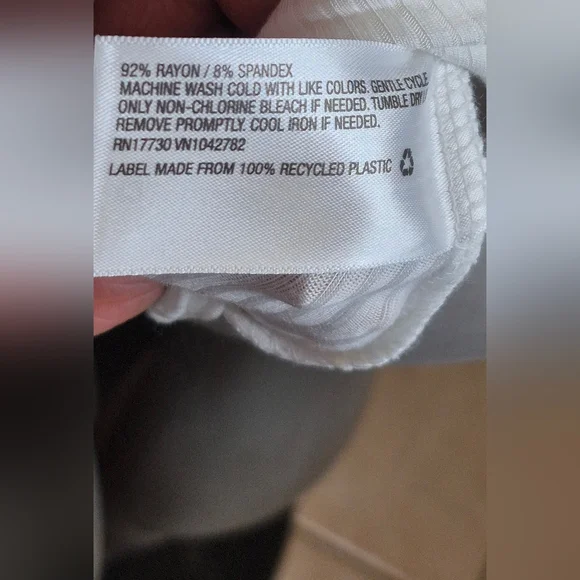 92% RAYON / 8% SPANDEX
MACHINE WASH COLD WITH LIKE COLORS. GENTLE CYCLE
ONLY NON-CHLORINE BLEACH IF NEEDED. TUMBLE DRY
REMOVE PROMPTLY. COOL IRON IF NEEDED.
RN17730 VN1042782
LABEL MADE FROM 100% RECYCLED PLASTIC